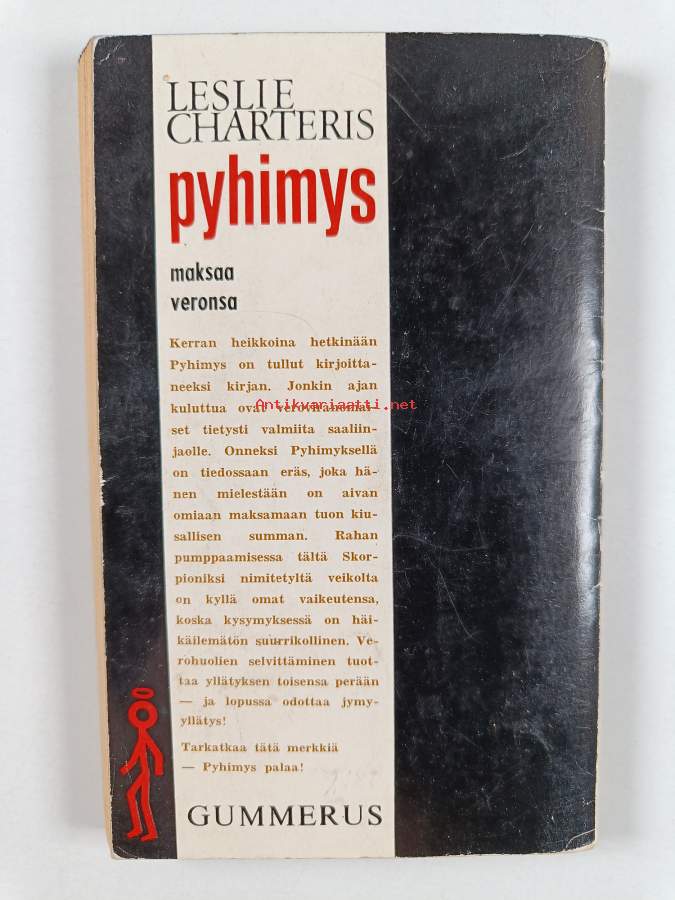 LESLIE
CHARTERIS
pyhimys
maksaa
veronsa
Kerran heikkoina hetkinään
Pyhimys on tullut kirjoitta-
neeksi kirjan. Jonkin ajan
kuluttua ovat veroviranomai-
Antikvariaatti.net
set tietysti valmiita saaliin-
jaolle. Onneksi Pyhimyksellä
on tiedossaan eräs, joka hä-
nen mielestään on aivan
omiaan maksamaan tuon kiu-
sallisen summan. Rahan
pumppaamisessa tältä Skor-
pioniksi nimitetyltä veikolta
on kyllä omat vaikeutensa,
koska kysymyksessä on häi-
käilemätön suurrikollinen. Ve-
rohuolien selvittäminen tuot-
taa yllätyksen toisensa perään
— ja lopussa odottaa jymy-
yllätys!
Tarkatkaa tätä merkkiä
— Pyhimys palaa!
GUMMERUS